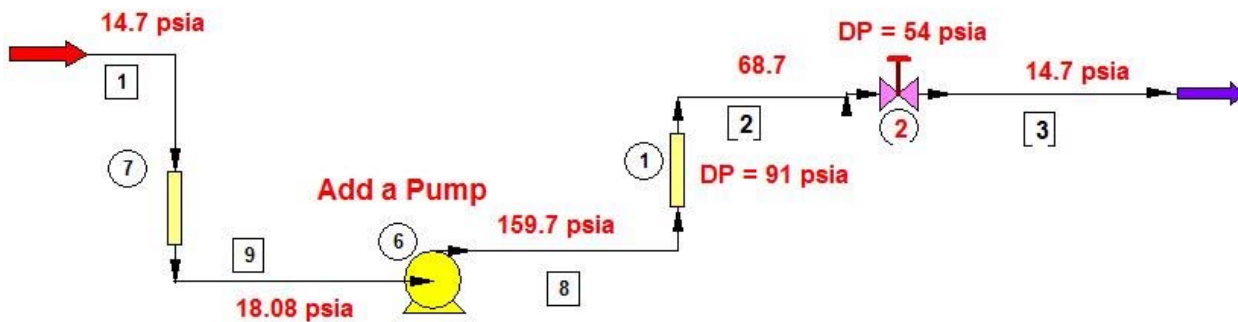 14.7 psia
1
7
9
18.08 psia
Add a Pump
6
159.7 psia
8
1
DP = 91 psia
68.7
2
DP = 54 psia
2
14.7 psia
3